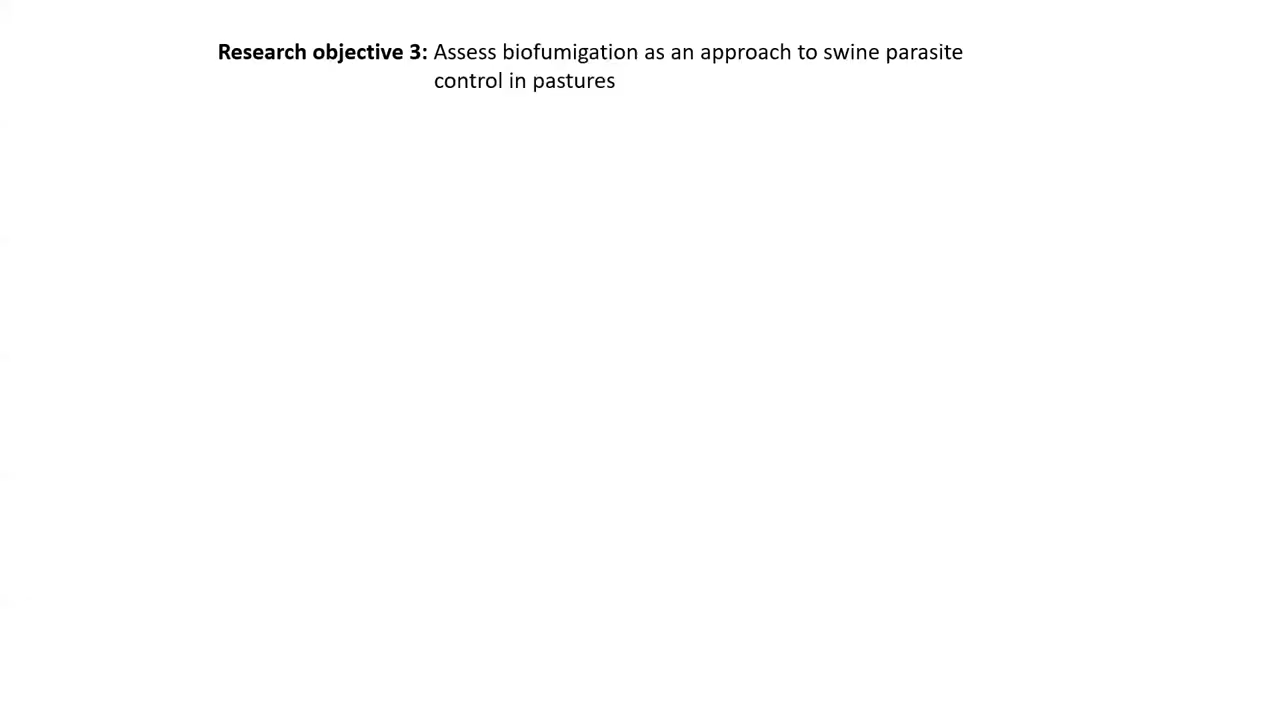 Research objective 3: Assess biofumigation as an approach to swine parasite
control in pastures